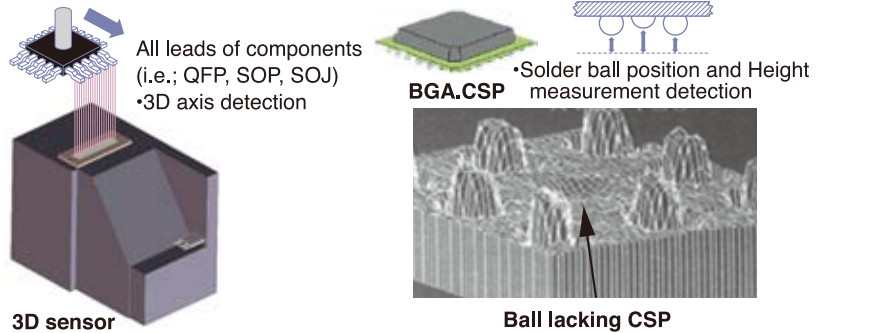 All leads of components
(i.e.; QFP, SOP, SOJ)
•3D axis detection
3D sensor
BGA.CSP
•Solder ball position and Height
measurement detection
Ball lacking CSP